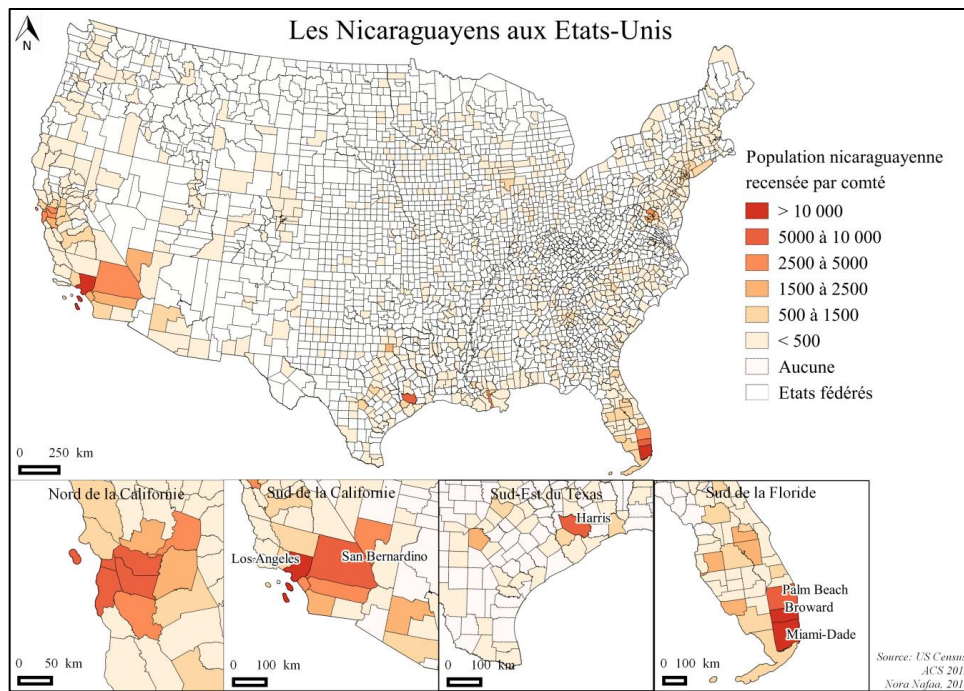 Les Nicaraguayens aux Etats-Unis
N
Population nicaraguayenne
recensée par comté
> 10 000
5000 à 10 000
2500 à 5000
1500 à 2500
500 à 1500
< 500
Aucune
Etats fédérés
0 250 km
Nord de la Californie
0 50 km
Sud de la Californie
Los Angeles
San Bernardino
0 100 km
Sud-Est du Texas
Harris
0 100 km
Sud de la Floride
Palm Beach
Broward
Miami-Dade
0 100 km
Source: US Census
ACS 201
Nora Nafaa, 201